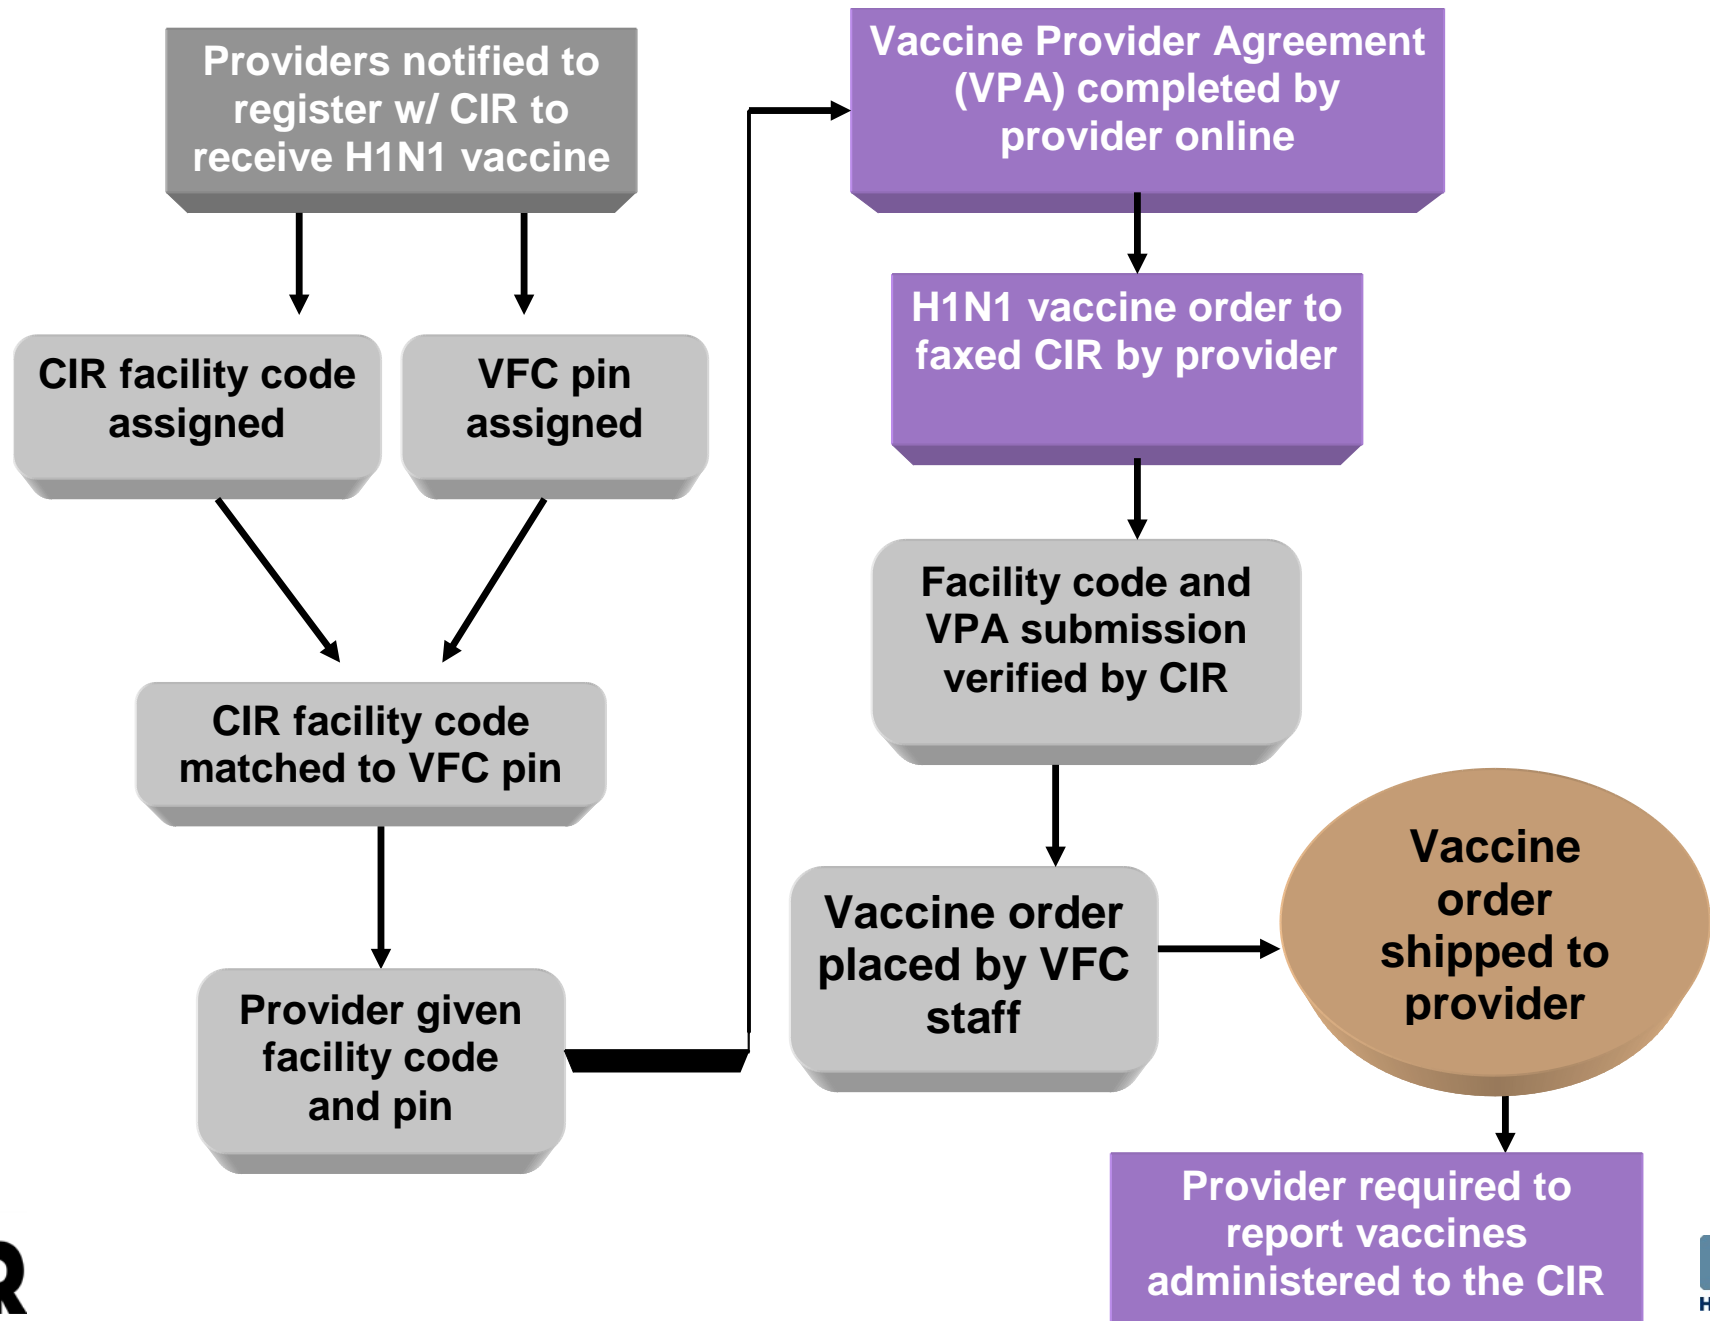 Providers notified to
register w/ CIR to
receive H1N1 vaccine
CIR facility code
assigned
VFC pin
assigned
CIR facility code
matched to VFC pin
Provider given
facility code
and pin
Vaccine Provider Agreement
(VPA) completed by
provider online
H1N1 vaccine order to
faxed CIR by provider
Facility code and
VPA submission
verified by CIR
Vaccine order
placed by VFC
staff
Vaccine
order
shipped to
provider
Provider required to
report vaccines
administered to the CIR
R
H